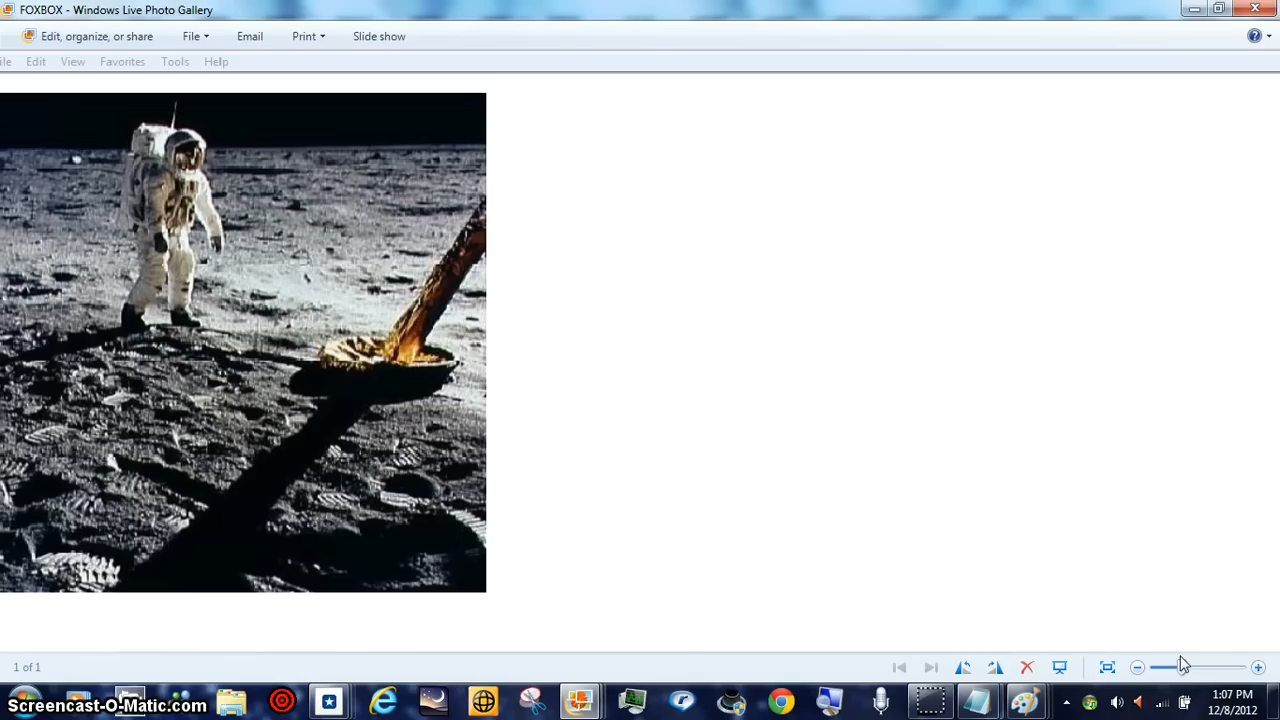 FOXBOX - Windows Live Photo Gallery
Edit, organize, or share File Email Print Slide show
ile Edit View Favorites Tools Help
1 of 1
Screencast-O-Matic.com
1:07 PM
12/8/2012